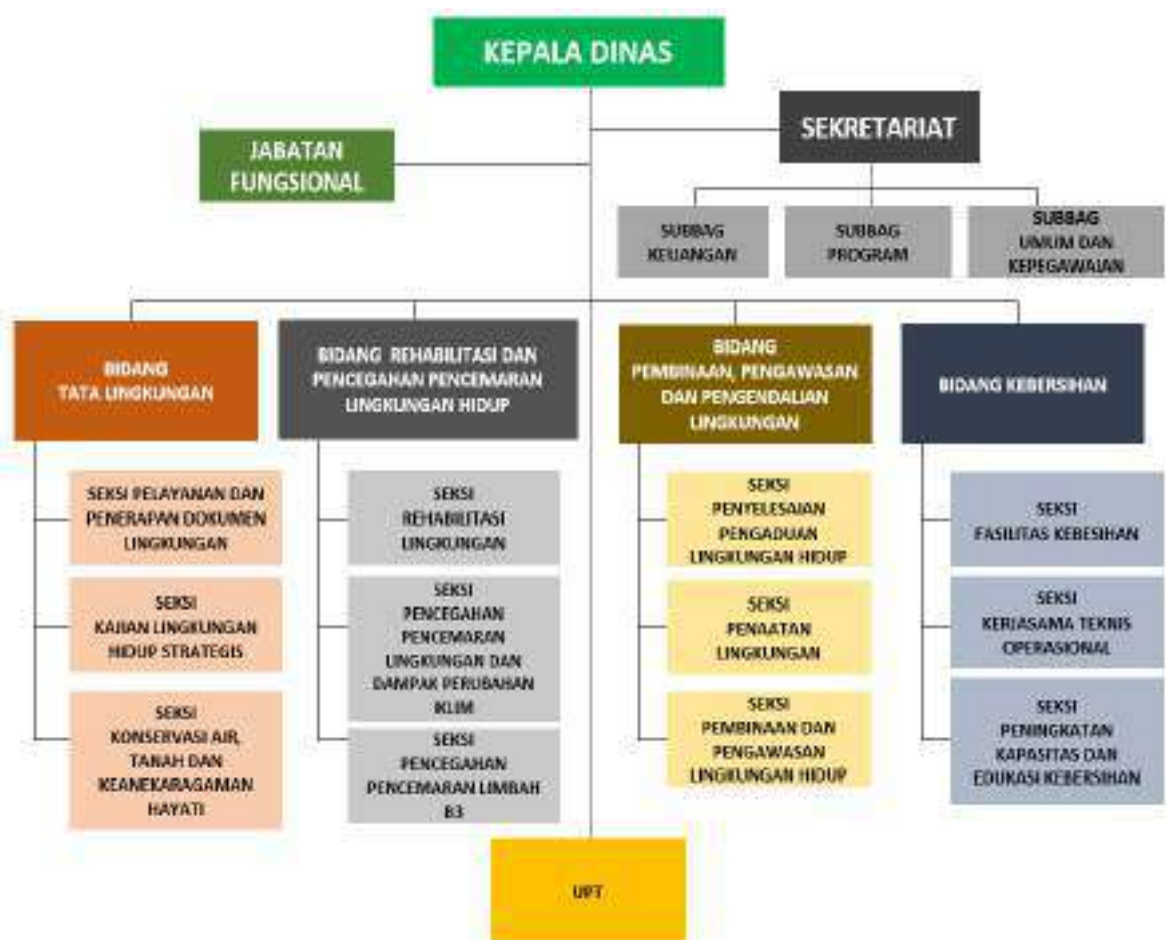 KEPALA DINAS
SEKRETARIAT
JABATAN
FUNGSIONAL
SUBBAG
KEUANGAN
SUBBAG
PROGRAM
SUBBAG
UMUM DAN
KEPEGAWAIAN
BIDANG
TATA LINGKUNGAN
BIDANG REHABILITASI DAN
PENCEGAHAN PENCEMARAN
LINGKUNGAN HIDUP
BIDANG
PEMBINAAN, PENGAWASAN
DAN PENGENDALIAN
LINGKUNGAN
BIDANG KEBERSIHAN
SEKSI PELAYANAN DAN
PENERAPAN DOKUMEN
LINGKUNGAN
SEKSI
KAJIAN LINGKUNGAN
HIDUP STRATEGIS
SEKSI
KONSERVASI AIR,
TANAH DAN
KEANEKARAGAMAN
HAYATI
SEKSI
REHABILITASI
LINGKUNGAN
SEKSI
PENCEGAHAN
PENCEMARAN
LINGKUNGAN DAN
DAMPAK PERUBAHAN
IKLIM
SEKSI
PENCEGAHAN
PENCEMARAN LIMBAH
B3
SEKSI
PENYELESAIAN
PENGADUAN
LINGKUNGAN HIDUP
SEKSI
PENAATAN
LINGKUNGAN
SEKSI
PEMBINAAN DAN
PENGAWASAN
LINGKUNGAN HIDUP
SEKSI
FASILITAS KEBESIHAN
SEKSI
KERJASAMA TEKNIS
OPERASIONAL
SEKSI
PENINGKATAN
KAPASITAS DAN
EDUKASI KEBERSIHAN
UPT